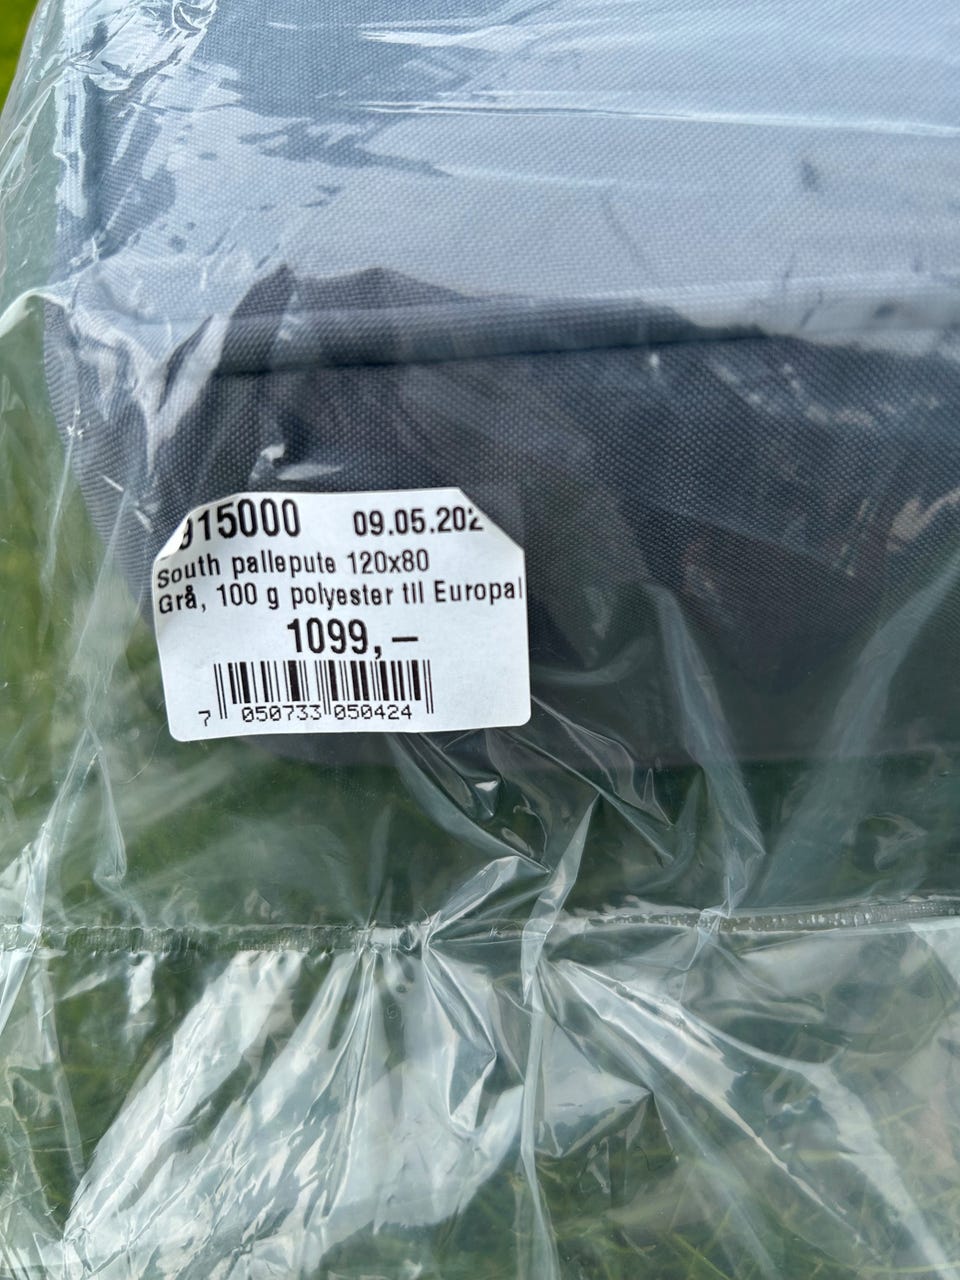 915000 09.05.202
South pallepute 120x80
Grå, 100 g polyester til Europal
1099,–
7 050733 050424